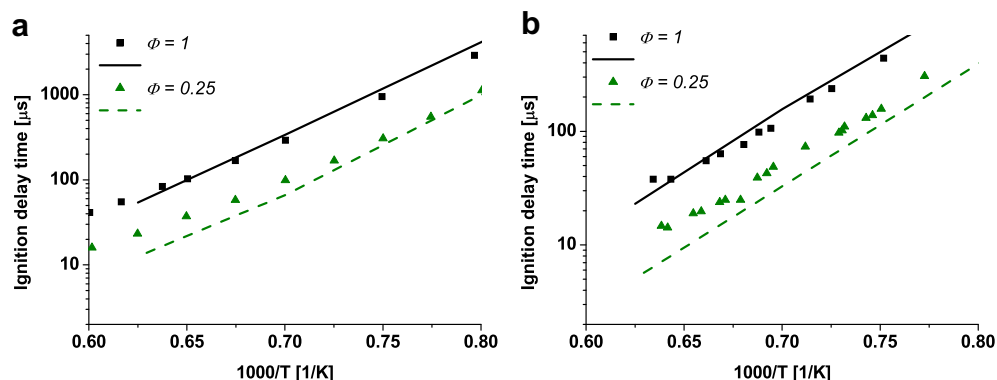 a
Φ = 1
Φ = 0.25
1000
100
10
Ignition delay time [µs]
0.60 0.65 0.70 0.75 0.80
1000/T [1/K]
b
Φ = 1
Φ = 0.25
100
10
Ignition delay time [µs]
0.60 0.65 0.70 0.75 0.80
1000/T [1/K]